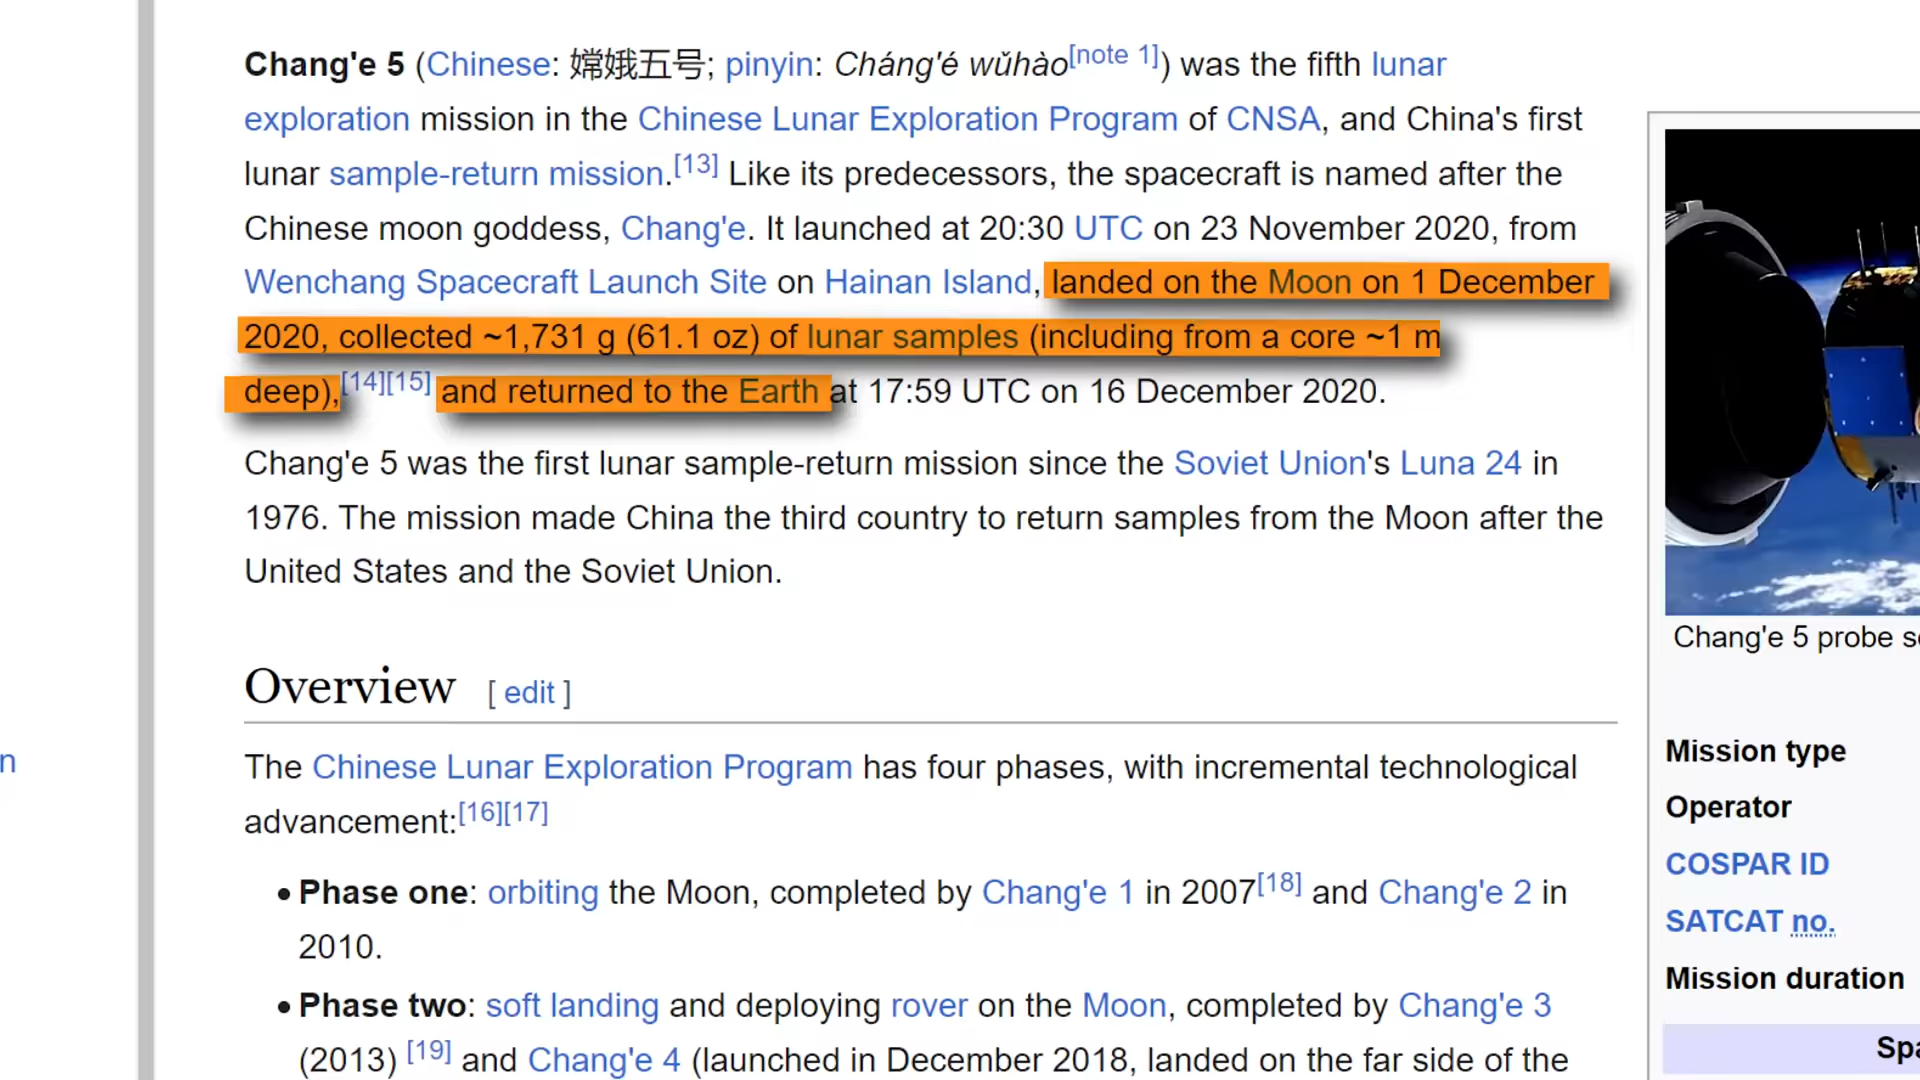 Chang'e 5 (Chinese: 嫦娥五号; pinyin: Cháng'é wǔhào[note 1]) was the fifth lunar
exploration mission in the Chinese Lunar Exploration Program of CNSA, and China's first
lunar sample-return mission.[13] Like its predecessors, the spacecraft is named after the
Chinese moon goddess, Chang'e. It launched at 20:30 UTC on 23 November 2020, from
Wenchang Spacecraft Launch Site on Hainan Island, landed on the Moon on 1 December
2020, collected ~1,731 g (61.1 oz) of lunar samples (including from a core ~1 m
deep),[14][15] and returned to the Earth at 17:59 UTC on 16 December 2020.
Chang'e 5 was the first lunar sample-return mission since the Soviet Union's Luna 24 in
1976. The mission made China the third country to return samples from the Moon after the
United States and the Soviet Union.
Overview [ edit ]
The Chinese Lunar Exploration Program has four phases, with incremental technological
advancement:[16][17]
• Phase one: orbiting the Moon, completed by Chang'e 1 in 2007[18] and Chang'e 2 in
2010.
• Phase two: soft landing and deploying rover on the Moon, completed by Chang'e 3
(2013) [19] and Chang'e 4 (launched in December 2018, landed on the far side of the
n
Chang'e 5 probe s
Mission type
Operator
COSPAR ID
SATCAT no.
Mission duration
Spa